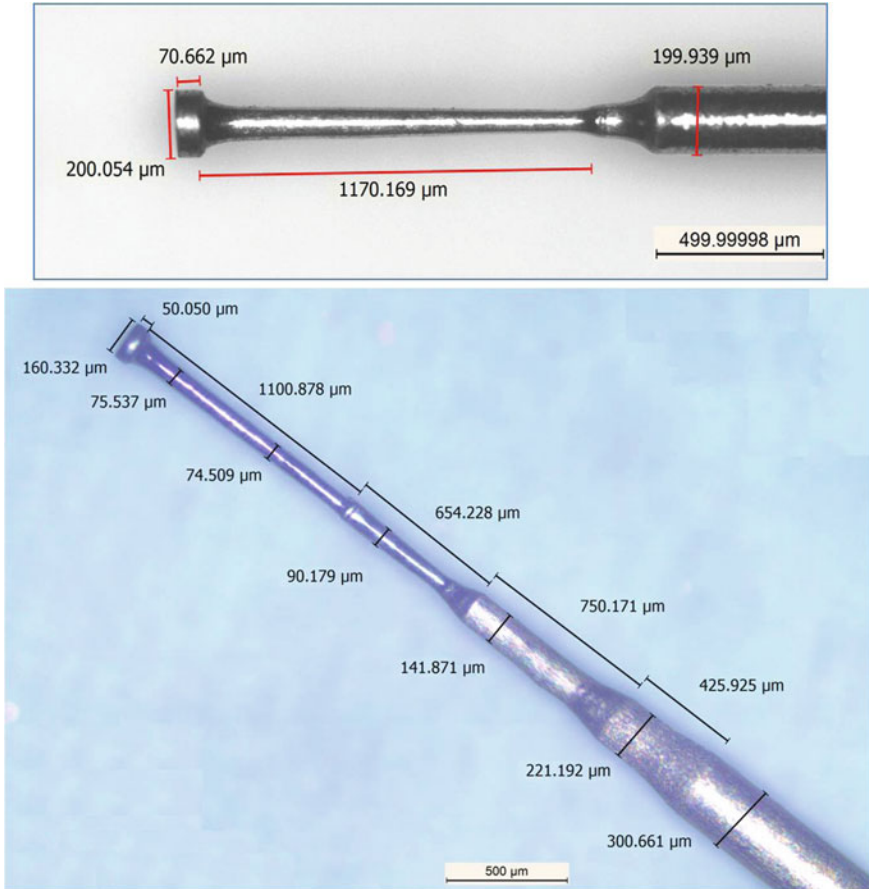 70.662 µm
199.939 µm
200.054 µm
1170.169 µm
499.99998 µm
50.050 µm
160.332 µm
1100.878 µm
75.537 µm
74.509 µm
654.228 µm
90.179 µm
750.171 µm
141.871 µm
425.925 µm
221.192 µm
300.661 µm
500 µm